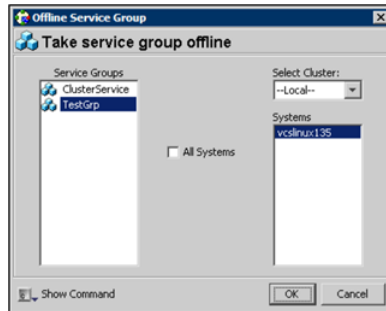 Offline Service Group
Take service group offline
Service Groups
ClusterService
TestGrp
All Systems
Select Cluster:
--Local--
Systems
vcslinux135
Show Command
OK
Cancel